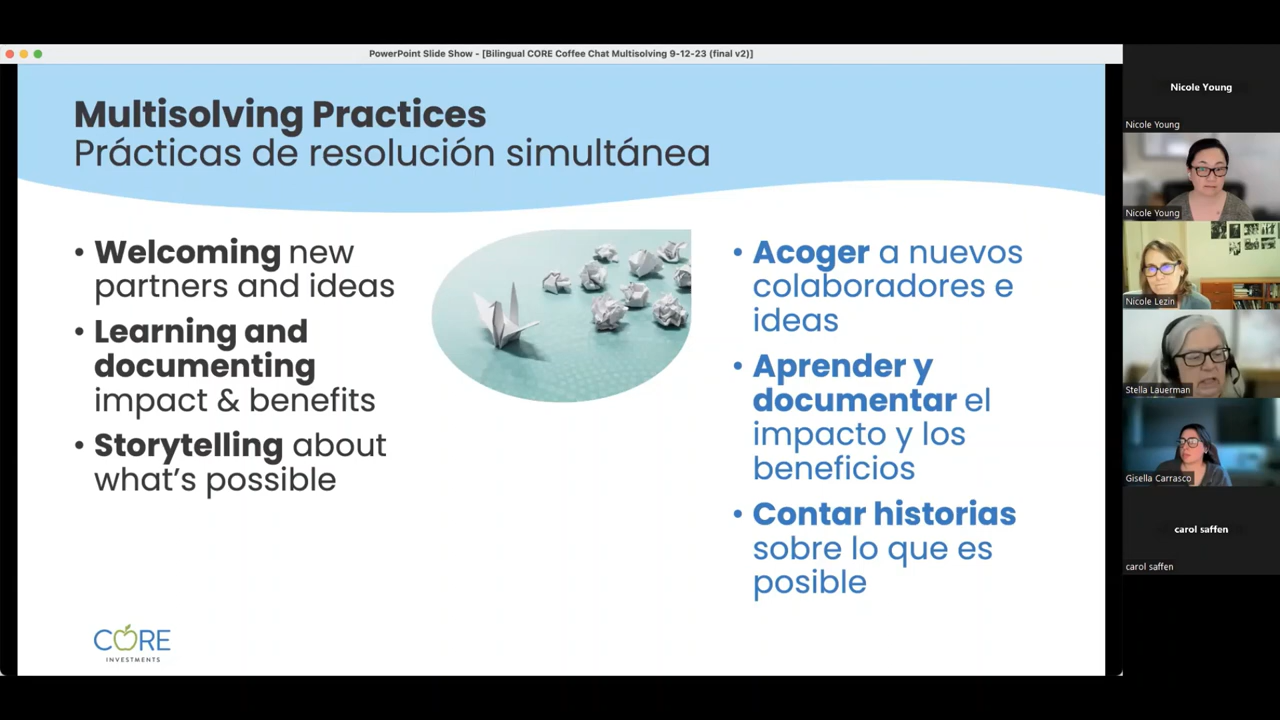 PowerPoint Slide Show - [Bilingual CORE Coffee Chat Multisolving 9-12-23 (final v2)]
Multisolving Practices
Prácticas de resolución simultánea
• Welcoming new
partners and ideas
• Learning and
documenting
impact & benefits
• Storytelling about
what's possible
• Acoger a nuevos
colaboradores e
ideas
• Aprender y
documentar el
impacto y los
beneficios
• Contar historias
sobre lo que es
posible
CORE
INVESTMENTS
Nicole Young
Nicole Young
Nicole Young
Nicole Lezin
Stella Lauerman
Gisella Carrasco
carol saffen
carol saffen